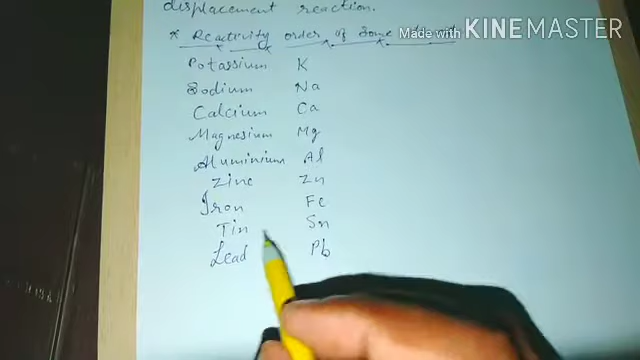 displacement reaction.
Made with KINEMASTER
* Reactivity order of Some
Potassium K
Sodium Na
Calcium Ca
Magnesium Mg
Aluminium Al
Zinc Zn
Iron Fe
Tin Sn
Lead Pb